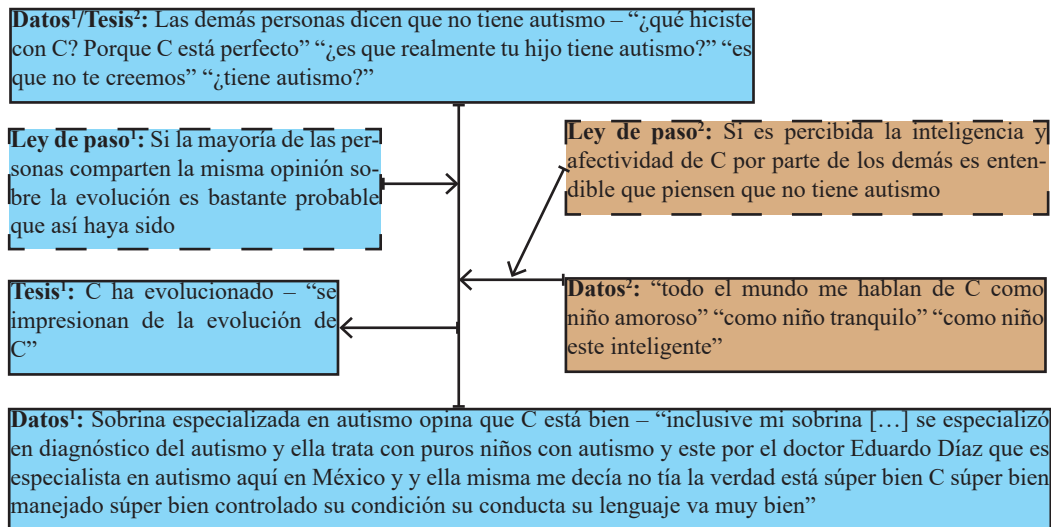 Datos¹/Tesis²: Las demás personas dicen que no tiene autismo – “¿qué hiciste
con C? Porque C está perfecto” “¿es que realmente tu hijo tiene autismo?” “es
que no te creemos” “¿tiene autismo?”
Ley de paso¹: Si la mayoría de las per-
sonas comparten la misma opinión so-
bre la evolución es bastante probable
que así haya sido
Ley de paso²: Si es percibida la inteligencia y
afectividad de C por parte de los demás es enten-
dible que piensen que no tiene autismo
Tesis¹: C ha evolucionado – “se
impresionan de la evolución de
C”
Datos²: “todo el mundo me hablan de C como
niño amoroso” “como niño tranquilo” “como niño
este inteligente”
Datos¹: Sobrina especializada en autismo opina que C está bien – “inclusive mi sobrina […] se especializó
en diagnóstico del autismo y ella trata con puros niños con autismo y este por el doctor Eduardo Díaz que es
especialista en autismo aquí en México y y ella misma me decía no tía la verdad está súper bien C súper bien
manejado súper bien controlado su condición su conducta su lenguaje va muy bien”